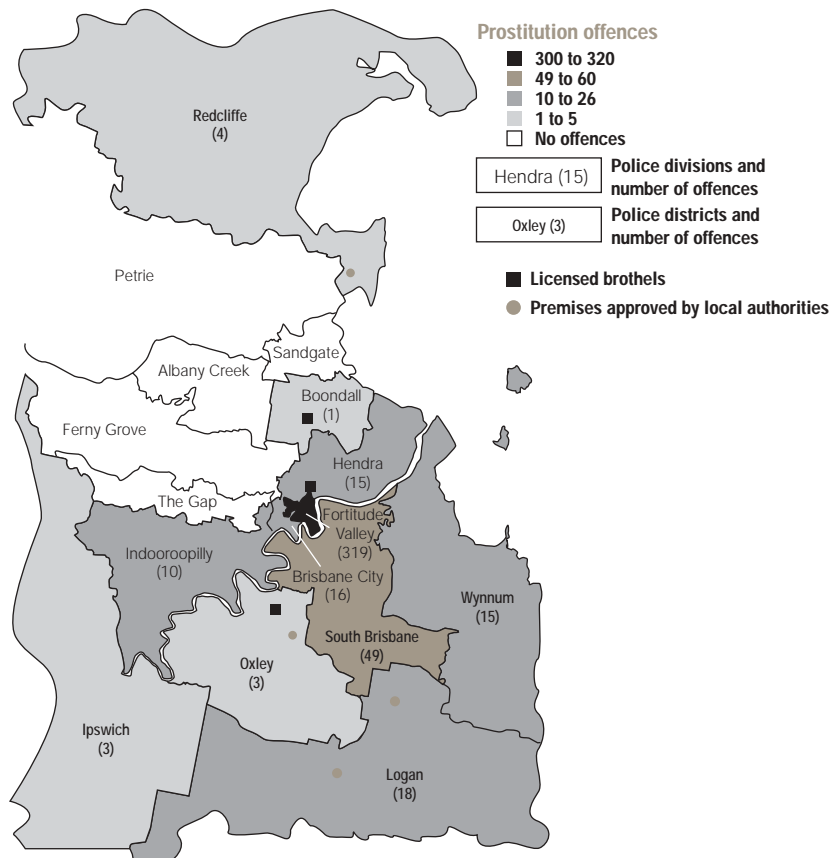 Prostitution offences
300 to 320
49 to 60
10 to 26
1 to 5
No offences
Hendra (15)
Police divisions and
number of offences
Oxley (3)
Police districts and
number of offences
Licensed brothels
Premises approved by local authorities
Redcliffe
(4)
Petrie
Sandgate
Albany Creek
Boondall
(1)
Ferny Grove
Hendra
(15)
The Gap
Fortitude
Valley
(319)
Indooroopilly
(10)
Brisbane City
(16)
Wynnum
(15)
South Brisbane
(49)
Oxley
(3)
Ipswich
(3)
Logan
(18)